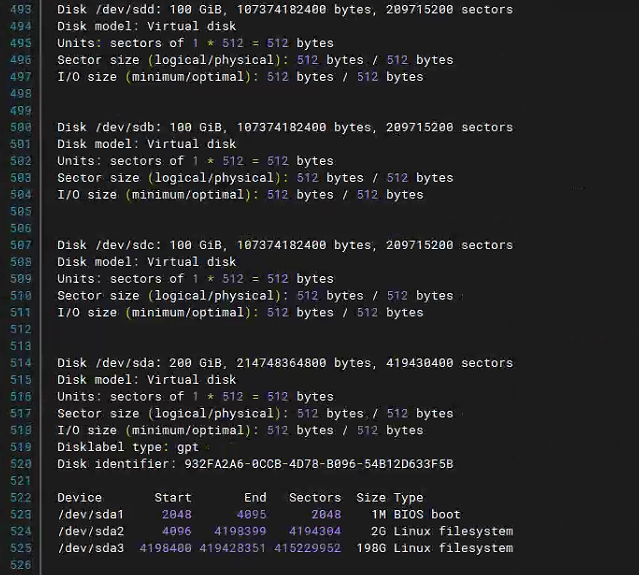 493 Disk /dev/sdd: 100 GiB, 107374182400 bytes, 209715200 sectors
494 Disk model: Virtual disk
495 Units: sectors of 1 * 512 = 512 bytes
496 Sector size (logical/physical): 512 bytes / 512 bytes
497 I/O size (minimum/optimal): 512 bytes / 512 bytes
498
499
500 Disk /dev/sdb: 100 GiB, 107374182400 bytes, 209715200 sectors
501 Disk model: Virtual disk
502 Units: sectors of 1 * 512 = 512 bytes
503 Sector size (logical/physical): 512 bytes / 512 bytes
504 I/O size (minimum/optimal): 512 bytes / 512 bytes
505
506
507 Disk /dev/sdc: 100 GiB, 107374182400 bytes, 209715200 sectors
508 Disk model: Virtual disk
509 Units: sectors of 1 * 512 = 512 bytes
510 Sector size (logical/physical): 512 bytes / 512 bytes
511 I/O size (minimum/optimal): 512 bytes / 512 bytes
512
513
514 Disk /dev/sda: 200 GiB, 214748364800 bytes, 419430400 sectors
515 Disk model: Virtual disk
516 Units: sectors of 1 * 512 = 512 bytes
517 Sector size (logical/physical): 512 bytes / 512 bytes
518 I/O size (minimum/optimal): 512 bytes / 512 bytes
519 Disklabel type: gpt
520 Disk identifier: 932FA2A6-0CCB-4D78-B096-54B12D633F5B
521
522 Device Start End Sectors Size Type
523 /dev/sda1 2048 4095 2048 1M BIOS boot
524 /dev/sda2 4096 4198399 4194304 2G Linux filesystem
525 /dev/sda3 4198400 419428351 415229952 198G Linux filesystem
526